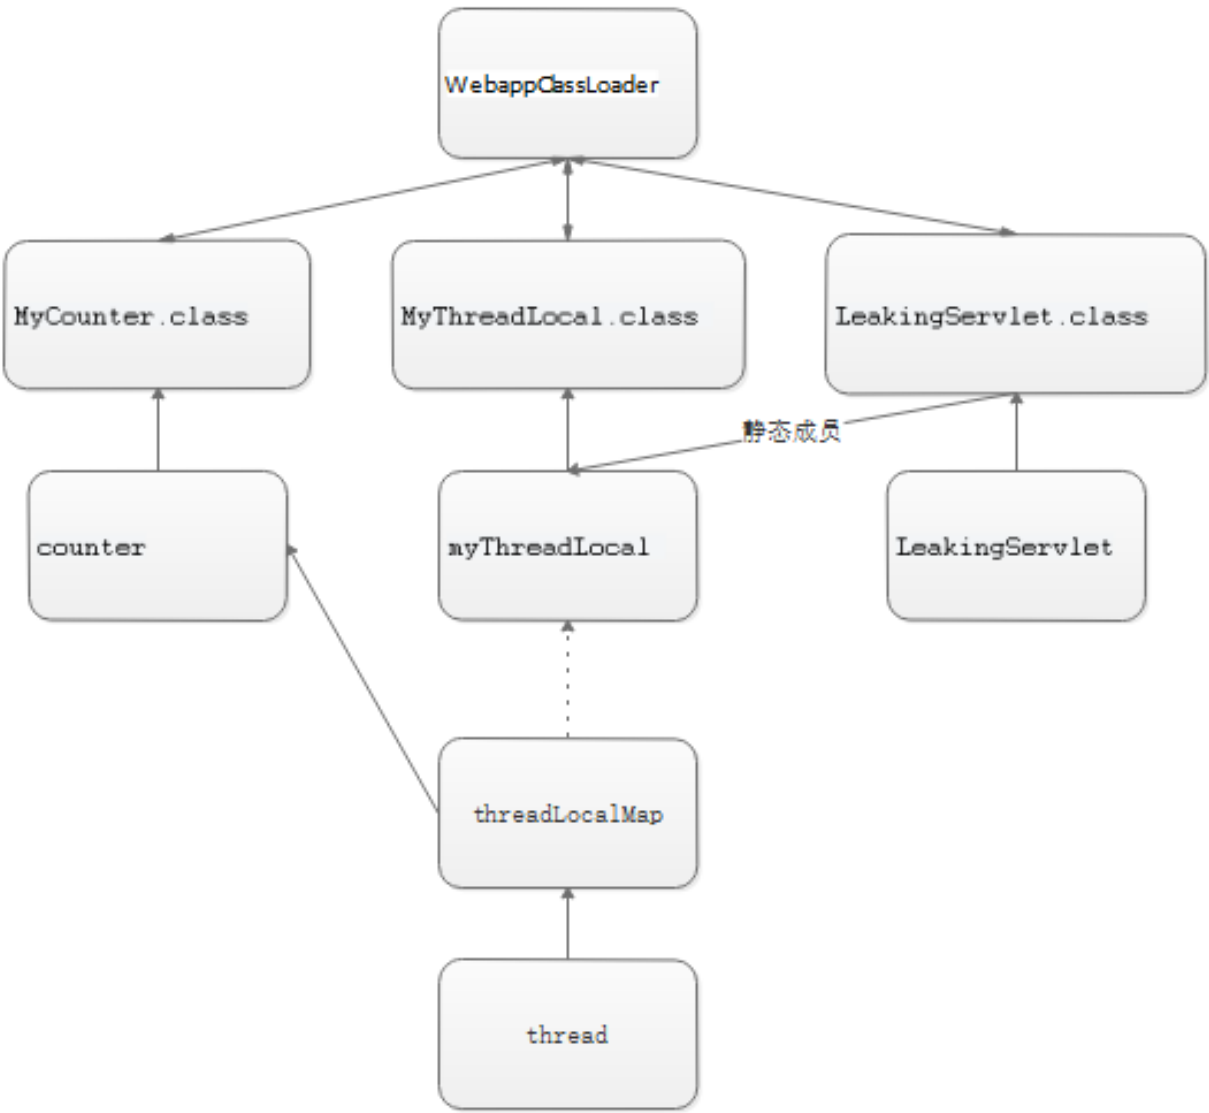 WebappClassLoader
MyCounter.class
MyThreadLocal.class
LeakingServlet.class
静态成员
counter
myThreadLocal
LeakingServlet
threadLocalMap
thread